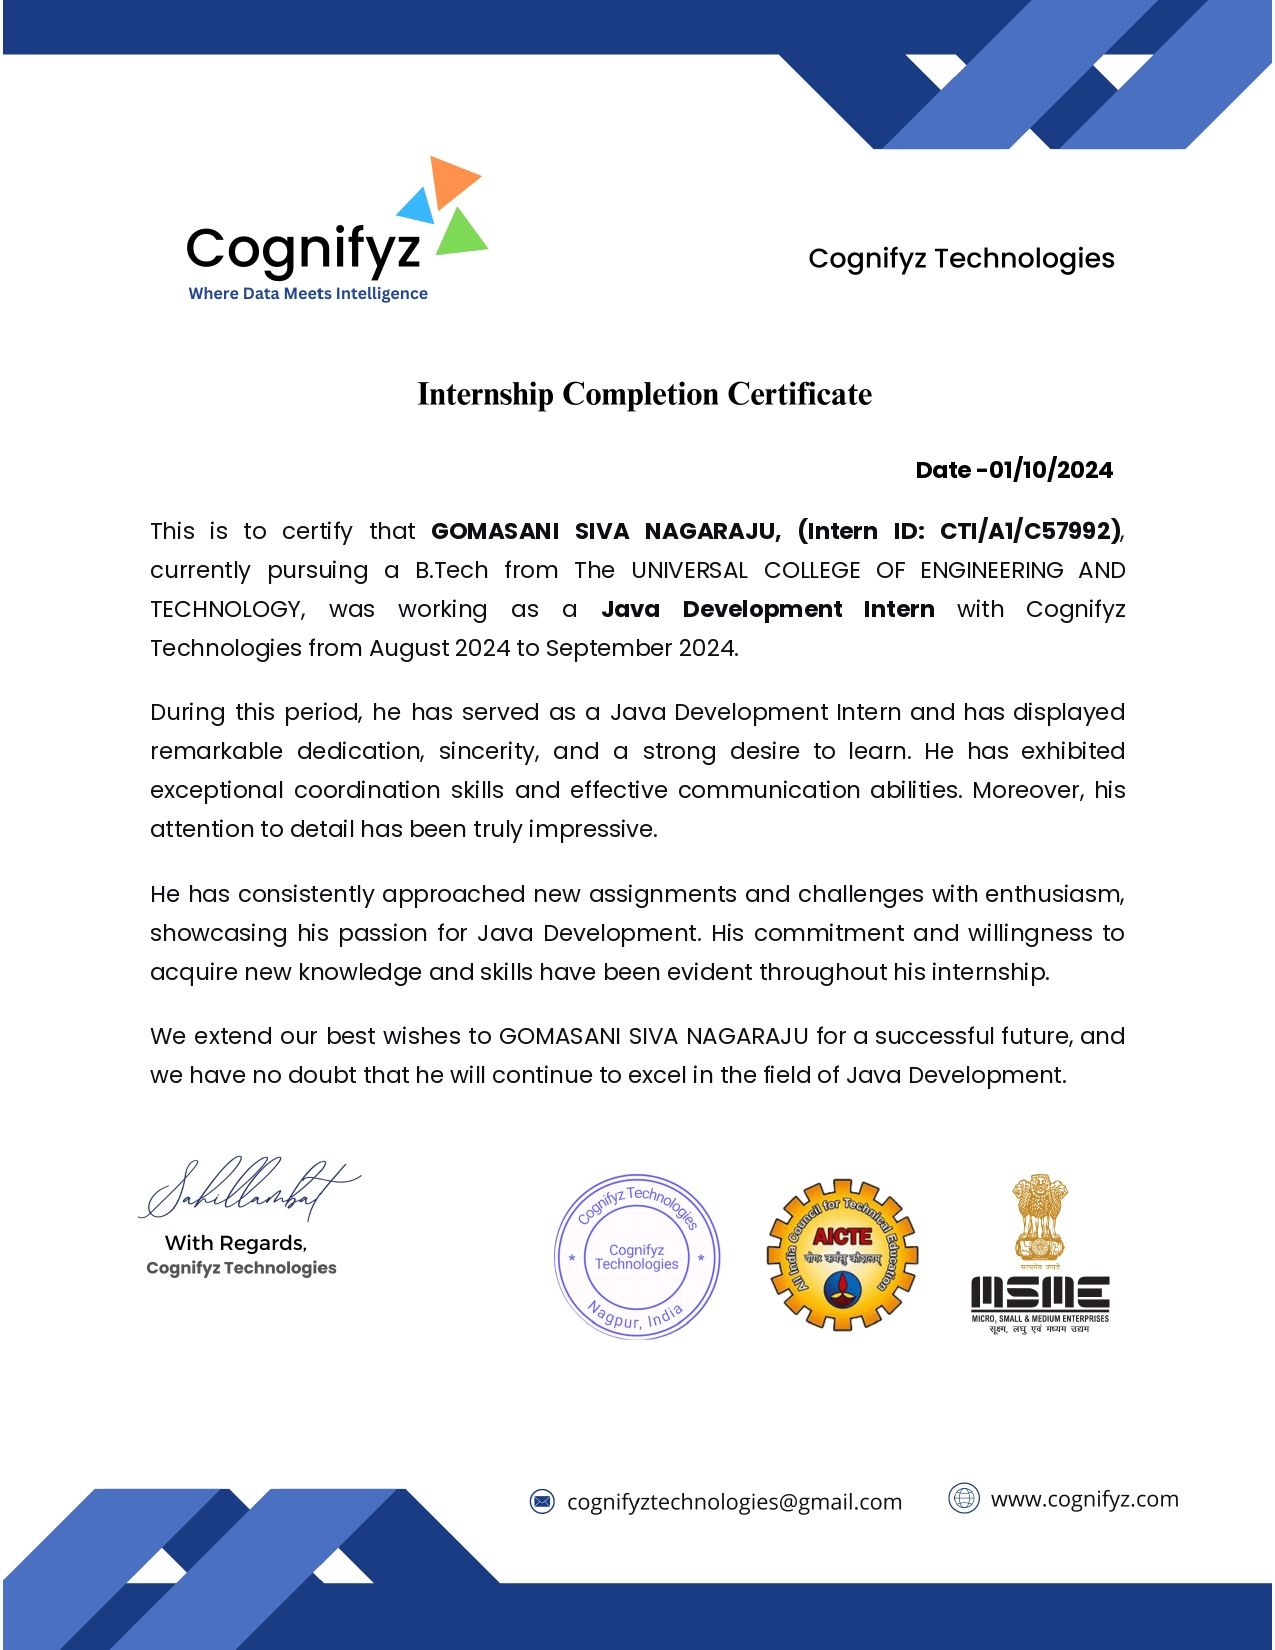 Cognifyz
Where Data Meets Intelligence
Cognifyz Technologies
Internship Completion Certificate
Date -01/10/2024
This is to certify that GOMASANI SIVA NAGARAJU, (Intern ID: CTI/A1/C57992),
currently pursuing a B.Tech from The UNIVERSAL COLLEGE OF ENGINEERING AND
TECHNOLOGY, was working as a Java Development Intern with Cognifyz
Technologies from August 2024 to September 2024.
During this period, he has served as a Java Development Intern and has displayed
remarkable dedication, sincerity, and a strong desire to learn. He has exhibited
exceptional coordination skills and effective communication abilities. Moreover, his
attention to detail has been truly impressive.
He has consistently approached new assignments and challenges with enthusiasm,
showcasing his passion for Java Development. His commitment and willingness to
acquire new knowledge and skills have been evident throughout his internship.
We extend our best wishes to GOMASANI SIVA NAGARAJU for a successful future, and
we have no doubt that he will continue to excel in the field of Java Development.
Sahillambat
With Regards,
Cognifyz Technologies
Cognifyz Technologies
Cognifyz
Technologies
* *
Nagpur, India
All India Council for Technical Education
AICTE
योगः कर्मसु कौशलम्
सत्यमेव जयते
MSME
MICRO, SMALL & MEDIUM ENTERPRISES
सूक्ष्म, लघु एवं मध्यम उद्यम
cognifyztechnologies@gmail.com
www.cognifyz.com